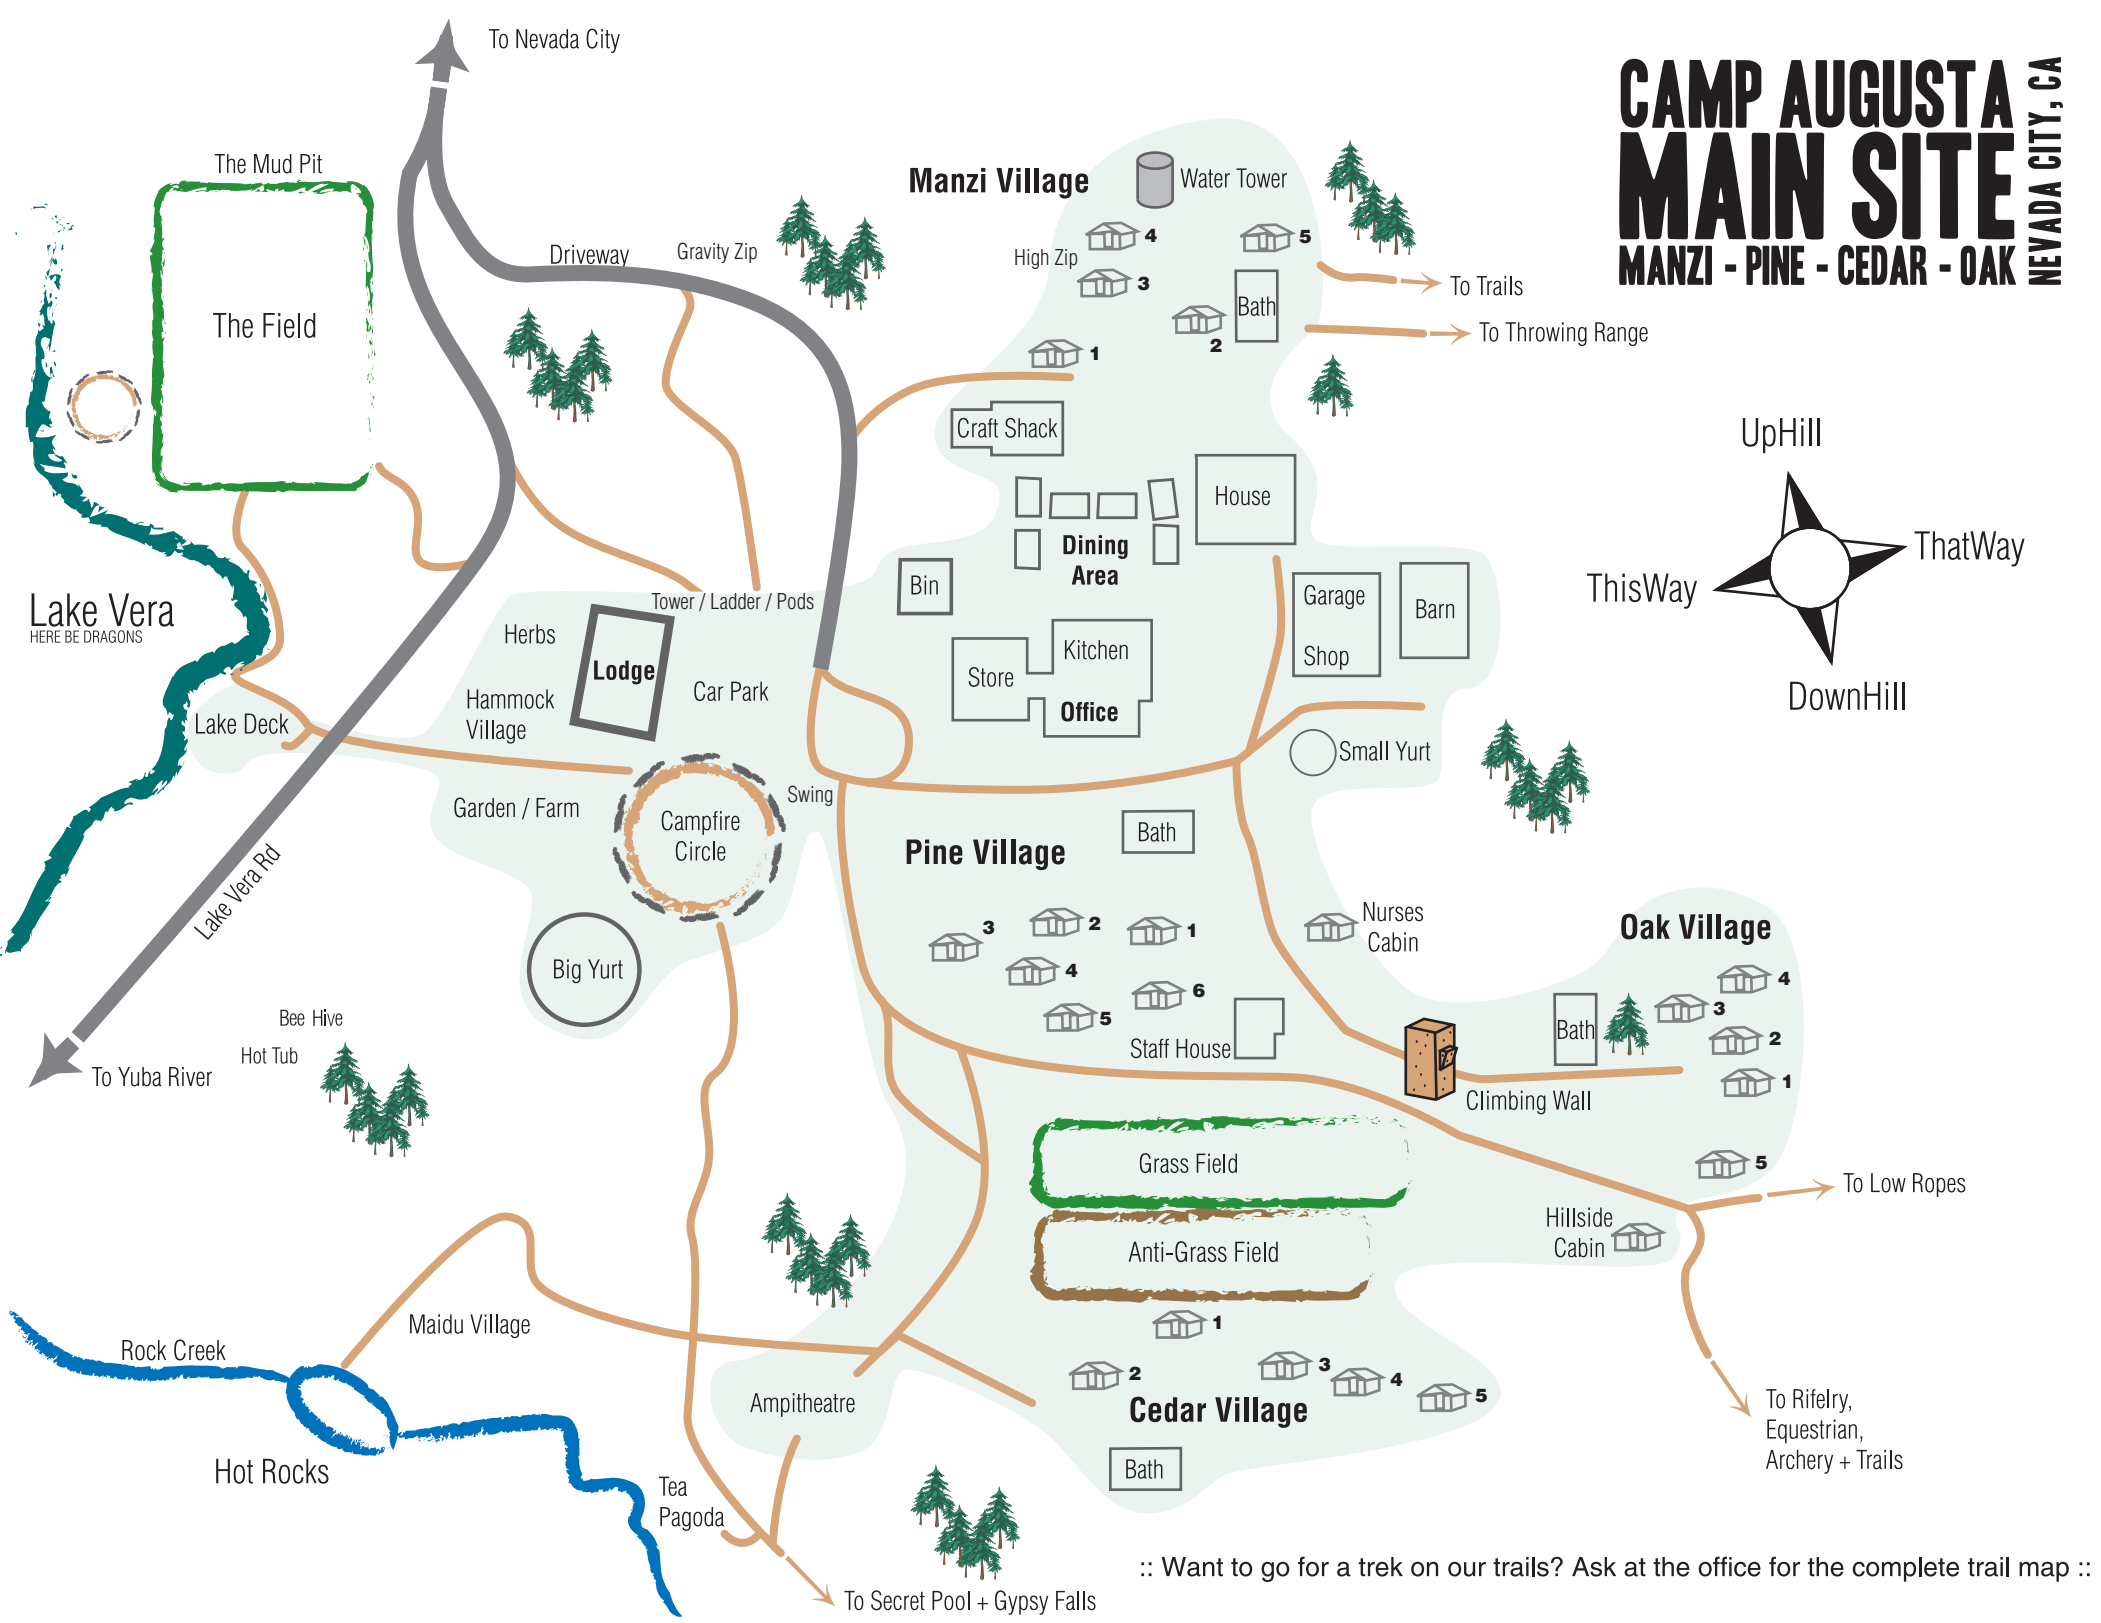 CAMP AUGUSTA
MAIN SITE
MANZI - PINE - CEDAR - OAK
NEVADA CITY, CA
To Nevada City
The Mud Pit
The Field
Driveway
Gravity Zip
Manzi Village
Water Tower
4
5
High Zip
3
Bath
2
1
To Trails
To Throwing Range
Craft Shack
House
Dining
Area
Bin
Garage
Shop
Barn
Kitchen
Store
Office
Small Yurt
UpHill
ThatWay
ThisWay
DownHill
Lake Vera
HERE BE DRAGONS
Tower / Ladder / Pods
Herbs
Lodge
Hammock
Village
Car Park
Lake Deck
Garden / Farm
Campfire
Circle
Swing
Lake Vera Rd
Big Yurt
Bee Hive
Hot Tub
To Yuba River
Pine Village
Bath
3
2
1
4
6
5
Staff House
Nurses
Cabin
Oak Village
4
3
Bath
2
1
Climbing Wall
5
To Low Ropes
Hillside
Cabin
Grass Field
Anti-Grass Field
1
2
3
4
5
Cedar Village
Bath
To Rifelry,
Equestrian,
Archery + Trails
Maidu Village
Rock Creek
Hot Rocks
Ampitheatre
Tea
Pagoda
To Secret Pool + Gypsy Falls
:: Want to go for a trek on our trails? Ask at the office for the complete trail map ::